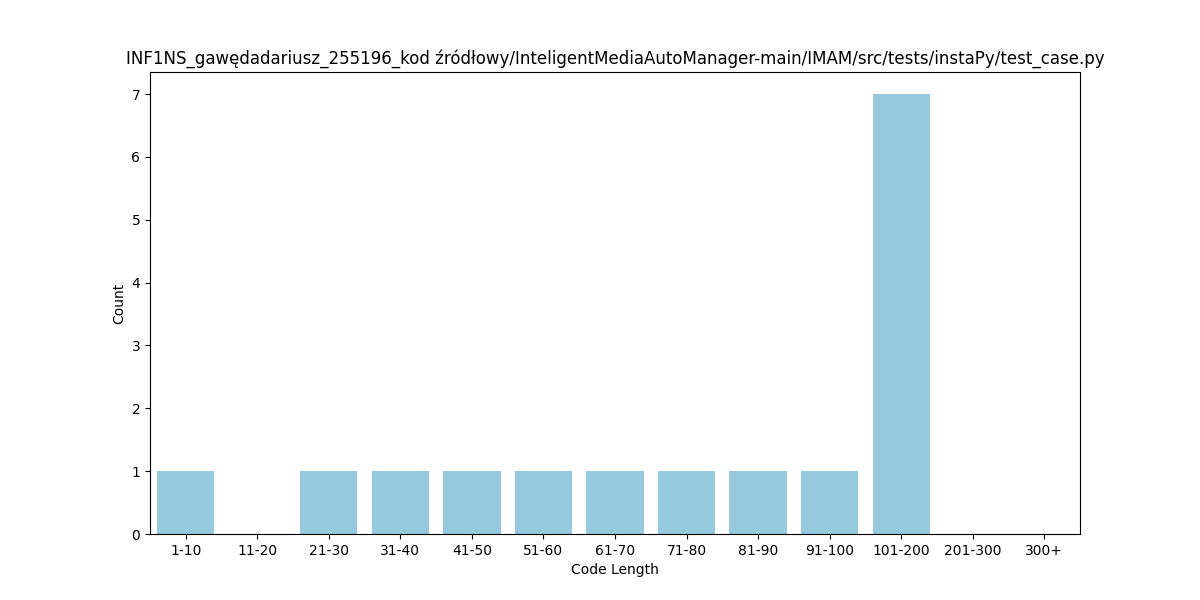 INF1NS_gawędadariusz_255196_kod źródłowy/InteligentMediaAutoManager-main/IMAM/src/tests/instaPy/test_case.py
7
6
5
4
3
2
1
0
Count
1-10 11-20 21-30 31-40 41-50 51-60 61-70 71-80 81-90 91-100 101-200 201-300 300+
Code Length